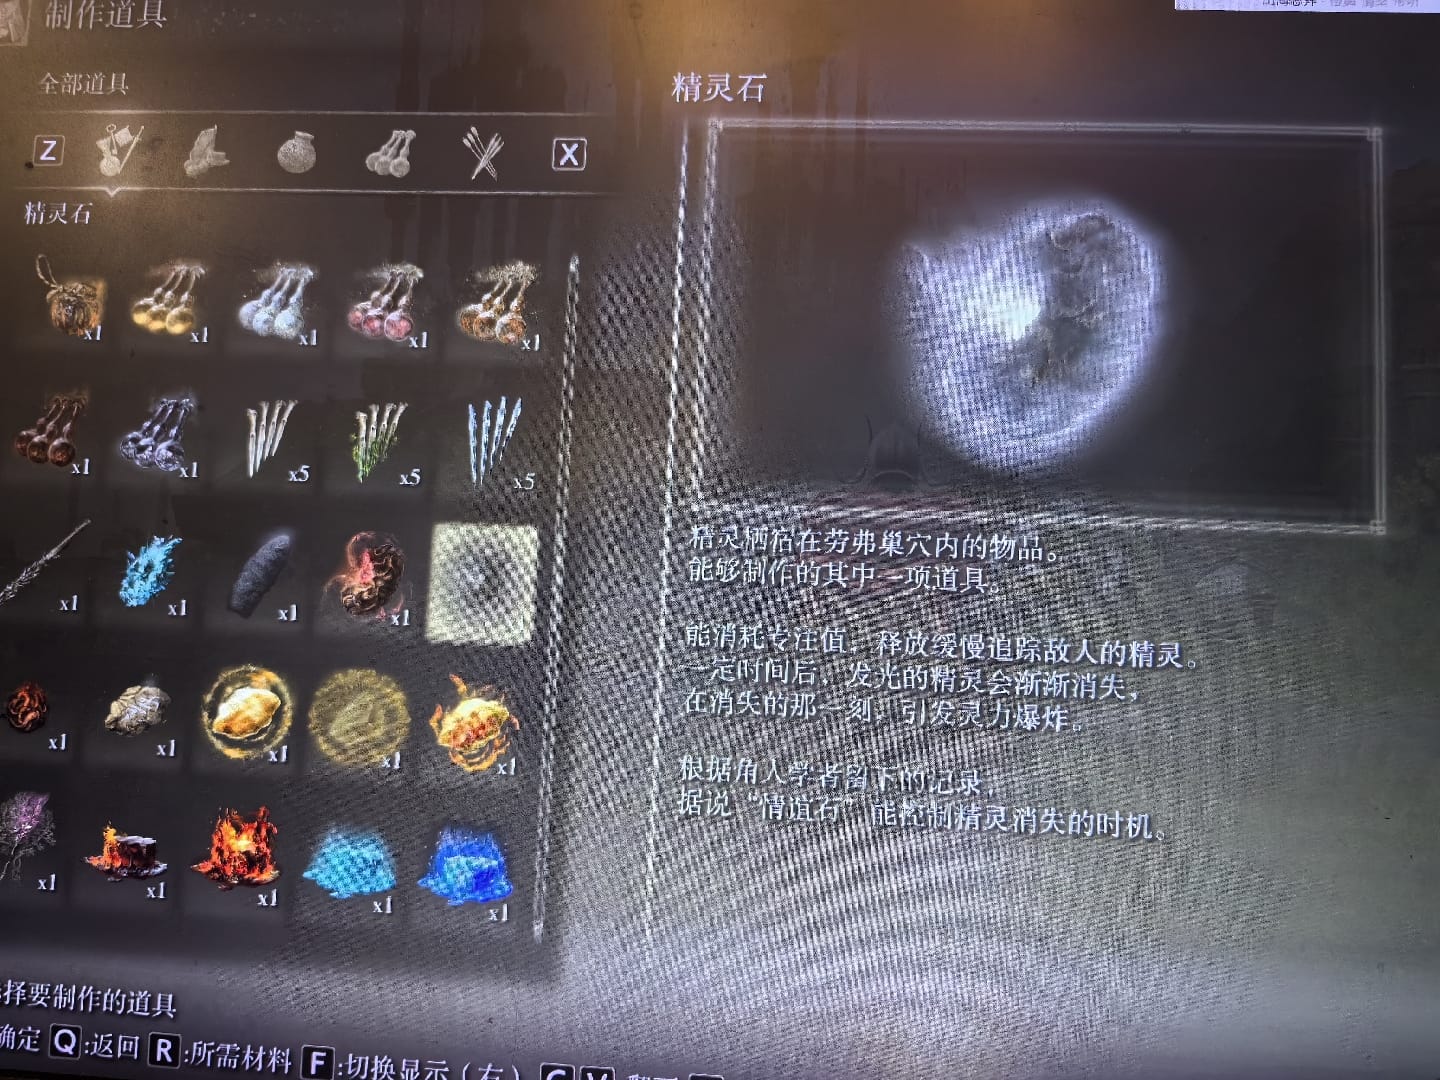 制作道具
全部道具
Z
X
精灵石
x1
x1
x1
x1
x1
x1
x1
x5
x5
x5
x1
x1
x1
x1
x1
x1
x1
x1
x1
x1
x1
x1
x1
x1
择要制作的道具
确定 Q:返回 R:所需材料 F:切换显示（右）
精灵石
精灵栖宿在劳弗巢穴内的物品。
能够制作的其中一项道具。
能消耗专注值，释放缓慢追踪敌人的精灵。
一定时间后，发光的精灵会渐渐消失，
在消失的那一刻，引发灵力爆炸。
根据角人学者留下的记录，
据说“情谊石”能控制精灵消失的时机。